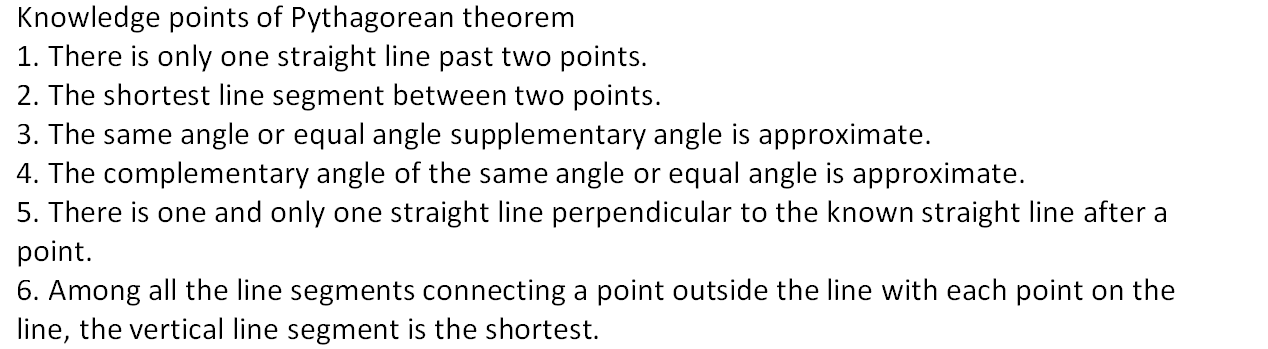 Knowledge points of Pythagorean theorem
1. There is only one straight line past two points.
2. The shortest line segment between two points.
3. The same angle or equal angle supplementary angle is approximate.
4. The complementary angle of the same angle or equal angle is approximate.
5. There is one and only one straight line perpendicular to the known straight line after a
point.
6. Among all the line segments connecting a point outside the line with each point on the
line, the vertical line segment is the shortest.